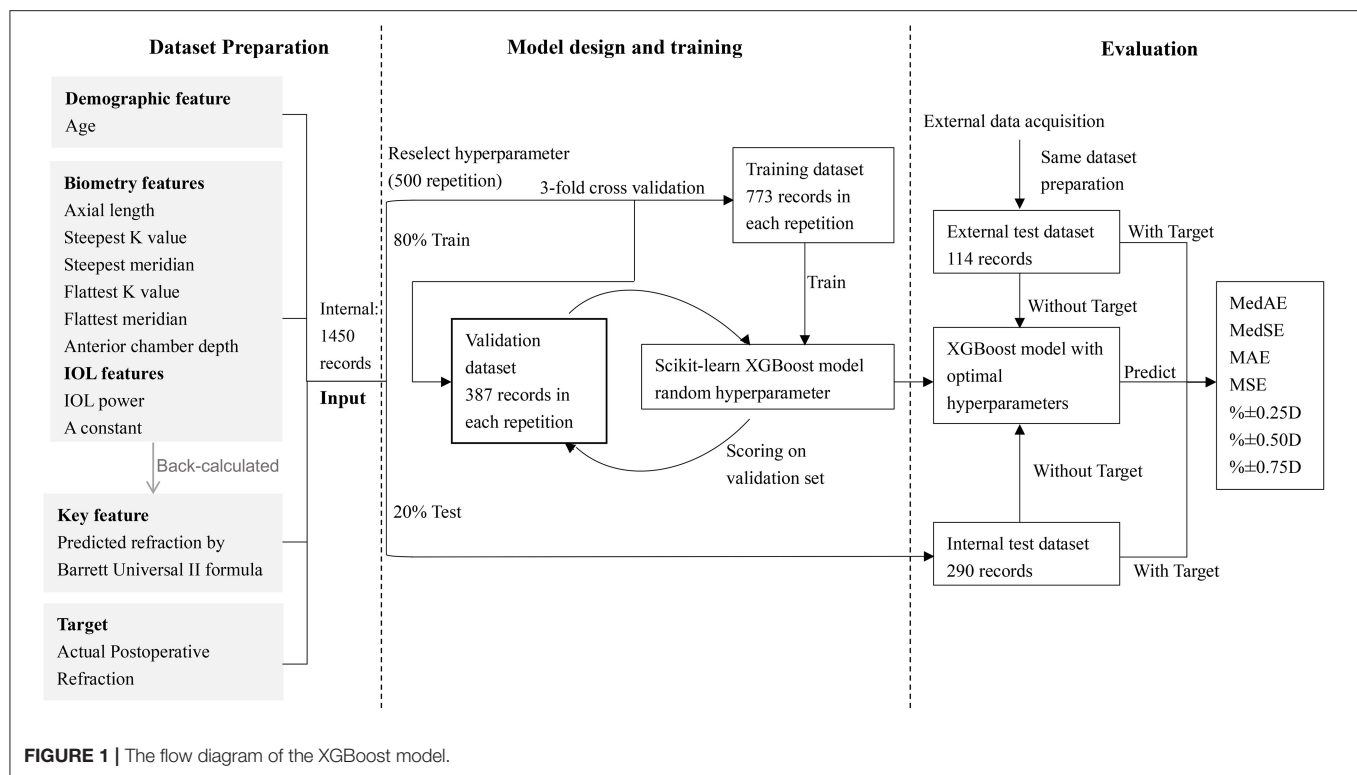 Dataset Preparation
Demographic feature
Age
Biometry features
Axial length
Steepest K value
Steepest meridian
Flattest K value
Flattest meridian
Anterior chamber depth
IOL features
IOL power
A constant
Back-calculated
Key feature
Predicted refraction by
Barrett Universal II formula
Target
Actual Postoperative
Refraction
Internal:
1450
records
Input
Model design and training
Reselect hyperparameter
(500 repetition)
3-fold cross validation
80% Train
Training dataset
773 records in
each repetition
Train
Validation
dataset
387 records in
each repetition
Scikit-learn XGBoost model
random hyperparameter
Scoring on
validation set
20% Test
Evaluation
External data acquisition
Same dataset
preparation
External test dataset
114 records
With Target
Without Target
XGBoost model with
optimal
hyperparameters
Predict
Without Target
Internal test dataset
290 records
With Target
MedAE
MedSE
MAE
MSE
%±0.25D
%±0.50D
%±0.75D
FIGURE 1 | The flow diagram of the XGBoost model.